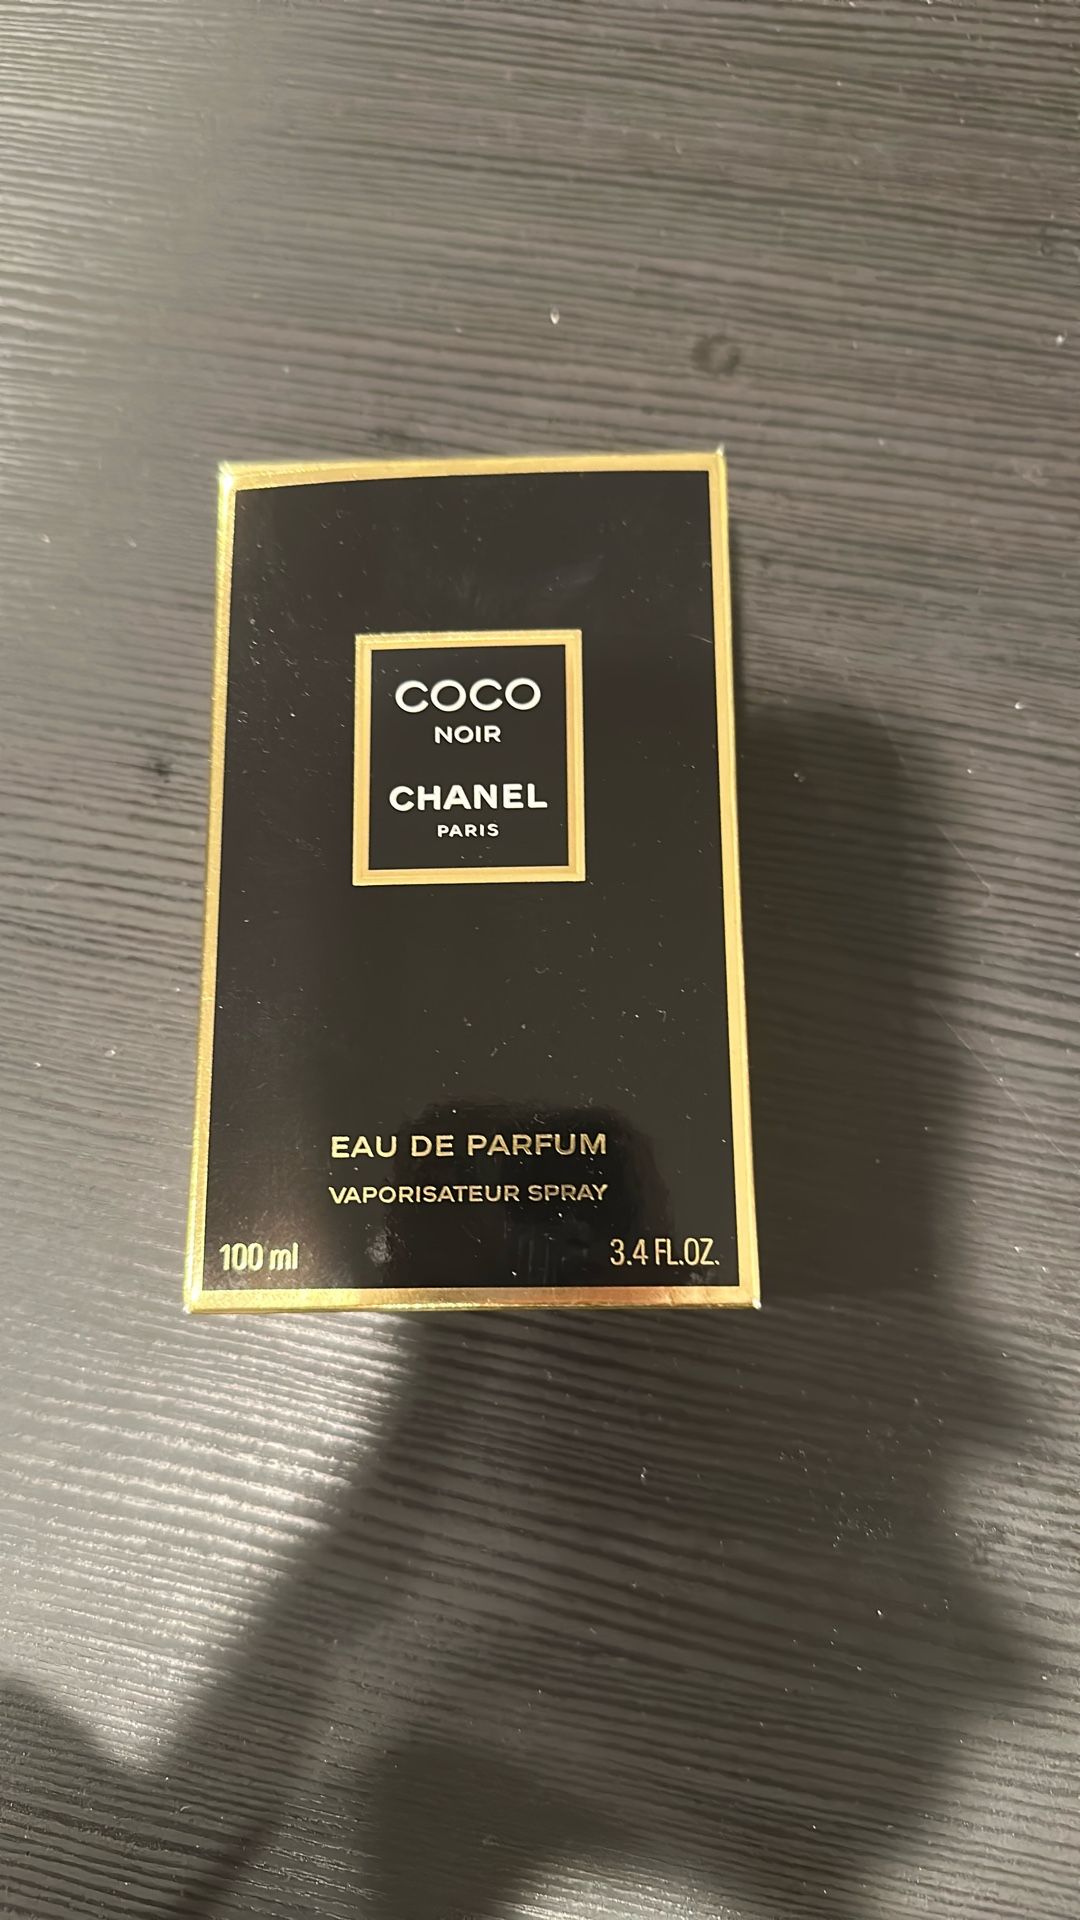 COCO
NOIR
CHANEL
PARIS
EAU DE PARFUM
VAPORISATEUR SPRAY
100 ml 3.4 FL.OZ.